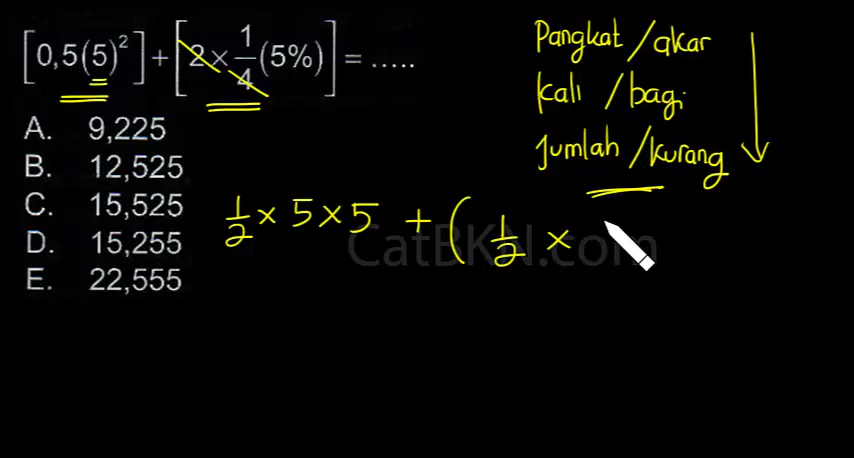 [0,5(5)²] + [2 × 1/4 (5%)] = .....
A. 9,225
B. 12,525
C. 15,525
D. 15,255
E. 22,555
Pangkat / akar
kali / bagi
Jumlah / kurang
1/2 × 5 × 5 + ( 1/2 ×
CatBKN.com